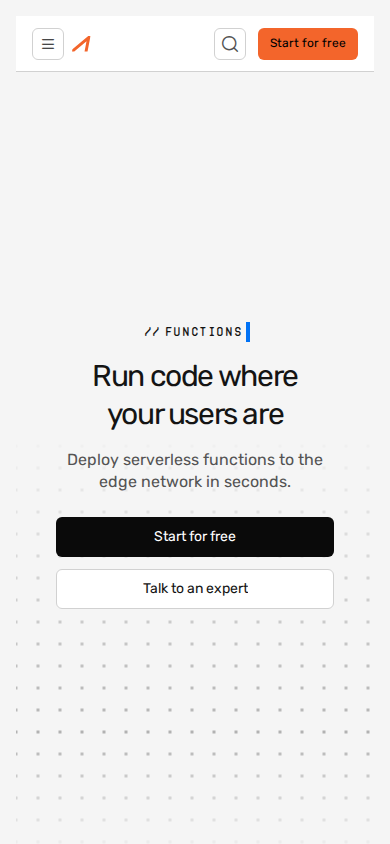 Start for free
// FUNCTIONS
Run code where
your users are
Deploy serverless functions to the
edge network in seconds.
Start for free
Talk to an expert